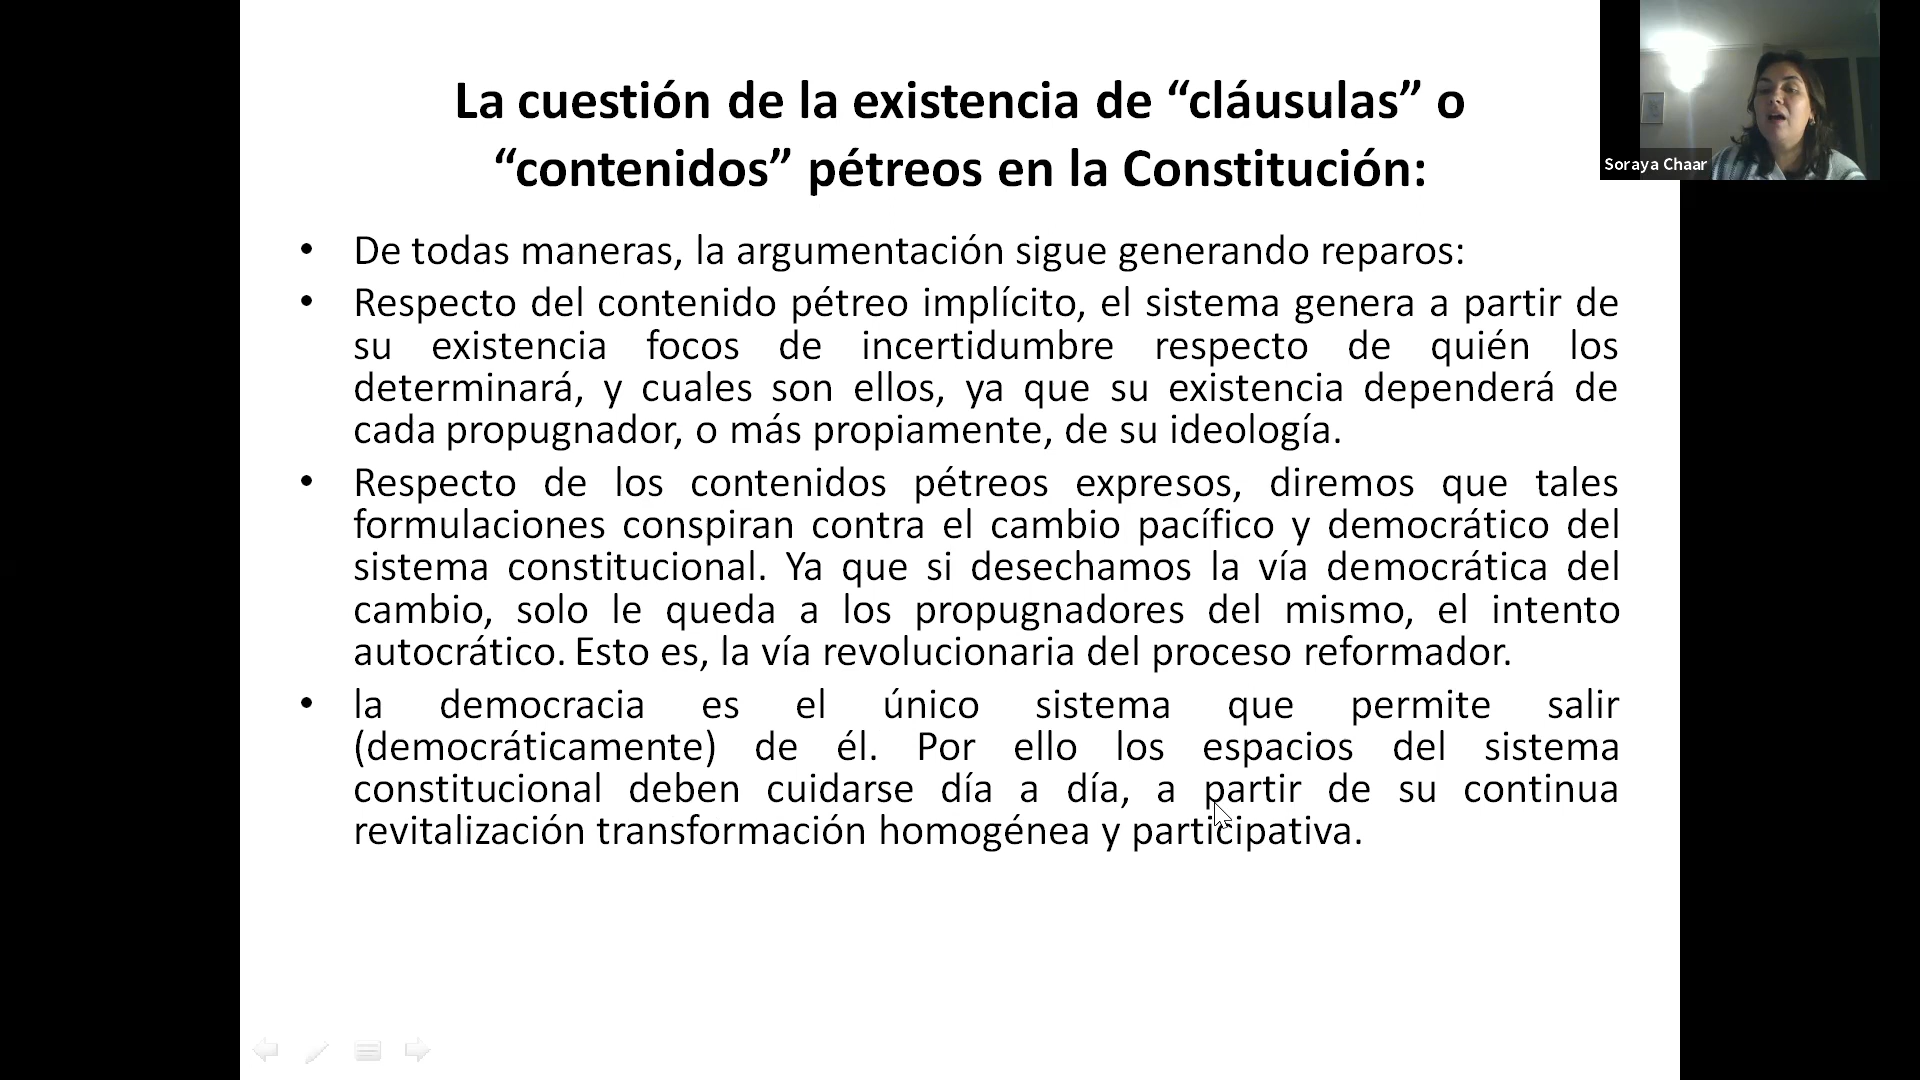 La cuestión de la existencia de “cláusulas” o
“contenidos” pétreos en la Constitución:
Soraya Chaar
• De todas maneras, la argumentación sigue generando reparos:
• Respecto del contenido pétreo implícito, el sistema genera a partir de
su existencia focos de incertidumbre respecto de quién los
determinará, y cuales son ellos, ya que su existencia dependerá de
cada propugnador, o más propiamente, de su ideología.
• Respecto de los contenidos pétreos expresos, diremos que tales
formulaciones conspiran contra el cambio pacífico y democrático del
sistema constitucional. Ya que si desechamos la vía democrática del
cambio, solo le queda a los propugnadores del mismo, el intento
autocrático. Esto es, la vía revolucionaria del proceso reformador.
• la democracia es el único sistema que permite salir
(democráticamente) de él. Por ello los espacios del sistema
constitucional deben cuidarse día a día, a partir de su continua
revitalización transformación homogénea y participativa.